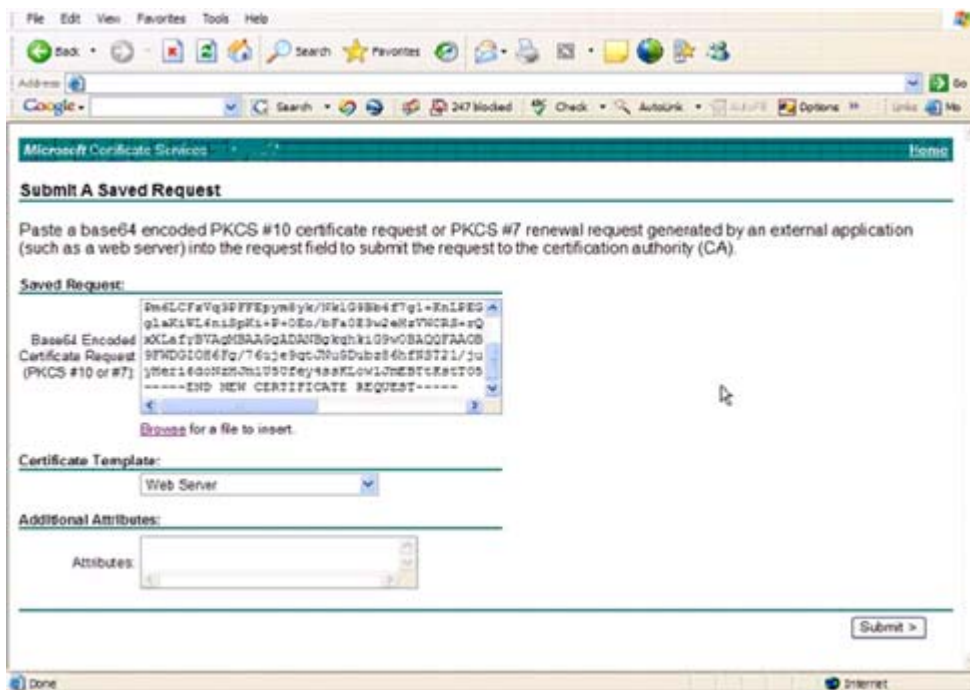 File Edit View Favorites Tools Help
Back Search Favorites
Address Go
Google Search 247 blocked Check AutoLink AutoFill Options Links
Microsoft Certificate Services Home
Submit A Saved Request
Paste a base64 encoded PKCS #10 certificate request or PKCS #7 renewal request generated by an external application
(such as a web server) into the request field to submit the request to the certification authority (CA).
Saved Request:
Base64 Encoded
Certificate Request
(PKCS #10 or #7):
-----END NEW CERTIFICATE REQUEST-----
Browse for a file to insert.
Certificate Template:
Web Server
Additional Attributes:
Attributes:
Submit >
Done Internet